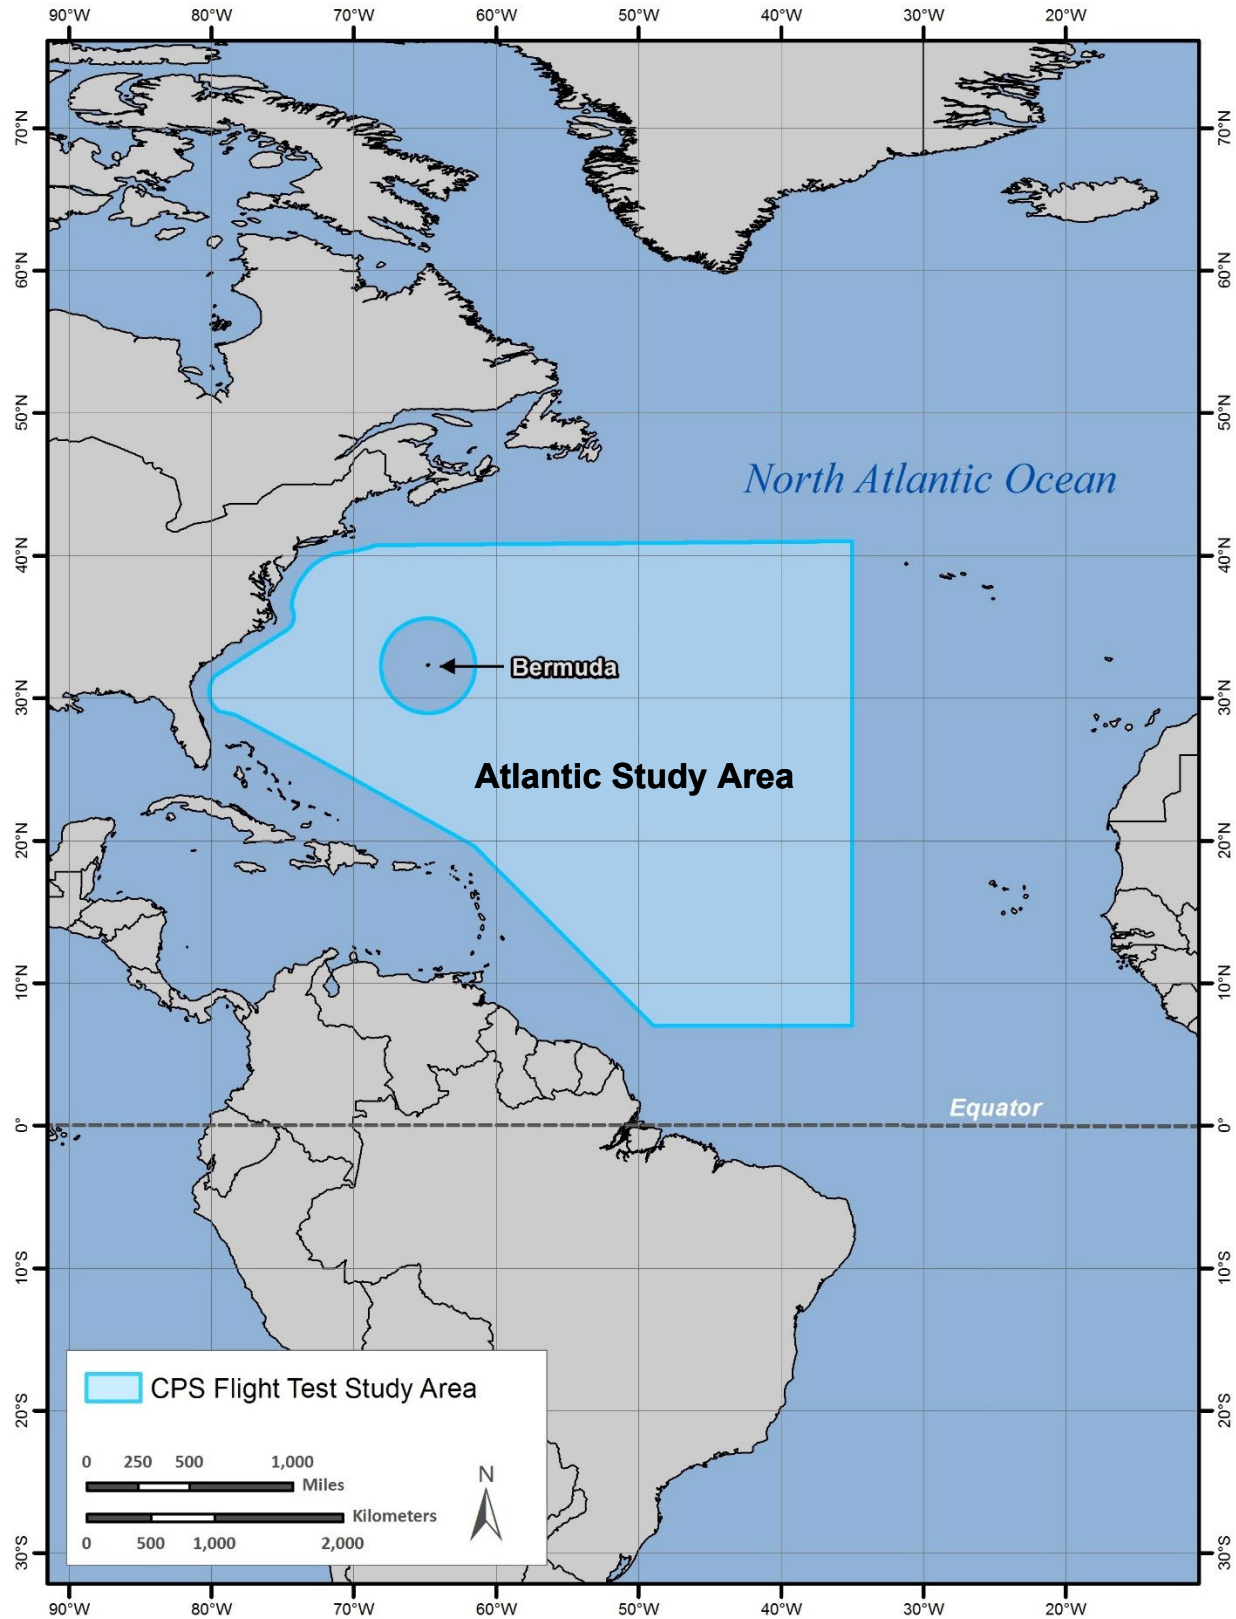 90°W 80°W 70°W 60°W 50°W 40°W 30°W 20°W
70°N 70°N
60°N 60°N
50°N 50°N
North Atlantic Ocean
40°N 40°N
Bermuda
30°N 30°N
Atlantic Study Area
20°N 20°N
10°N 10°N
Equator
0° 0°
10°S 10°S
CPS Flight Test Study Area
20°S 20°S
0 250 500 1,000
Miles
N
Kilometers
0 500 1,000 2,000
30°S 30°S
90°W 80°W 70°W 60°W 50°W 40°W 30°W 20°W